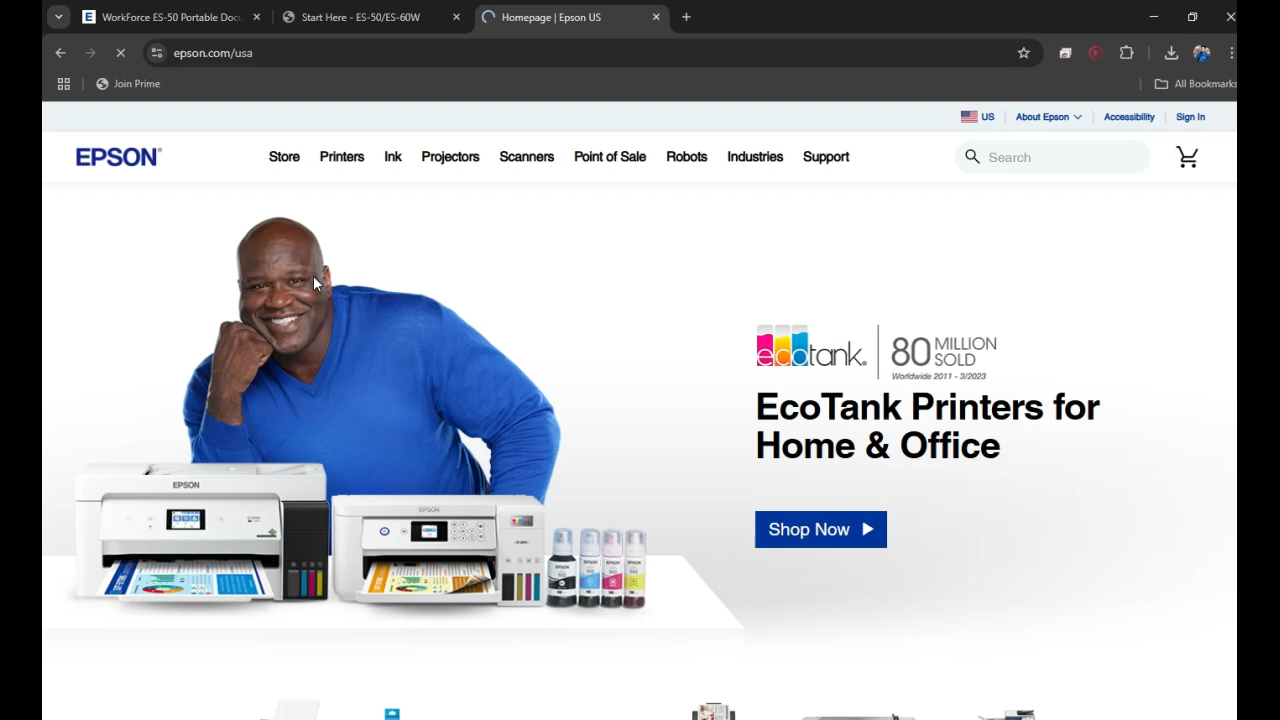 WorkForce ES-50 Portable Doc
Start Here - ES-50/ES-60W
Homepage | Epson US
epson.com/usa
Join Prime
All Bookmarks
US
About Epson
Accessibility
Sign In
EPSON
Store
Printers
Ink
Projectors
Scanners
Point of Sale
Robots
Industries
Support
Search
ecotank.
80 MILLION SOLD
Worldwide 2011 - 3/2023
EcoTank Printers for
Home & Office
Shop Now
EPSON
EPSON